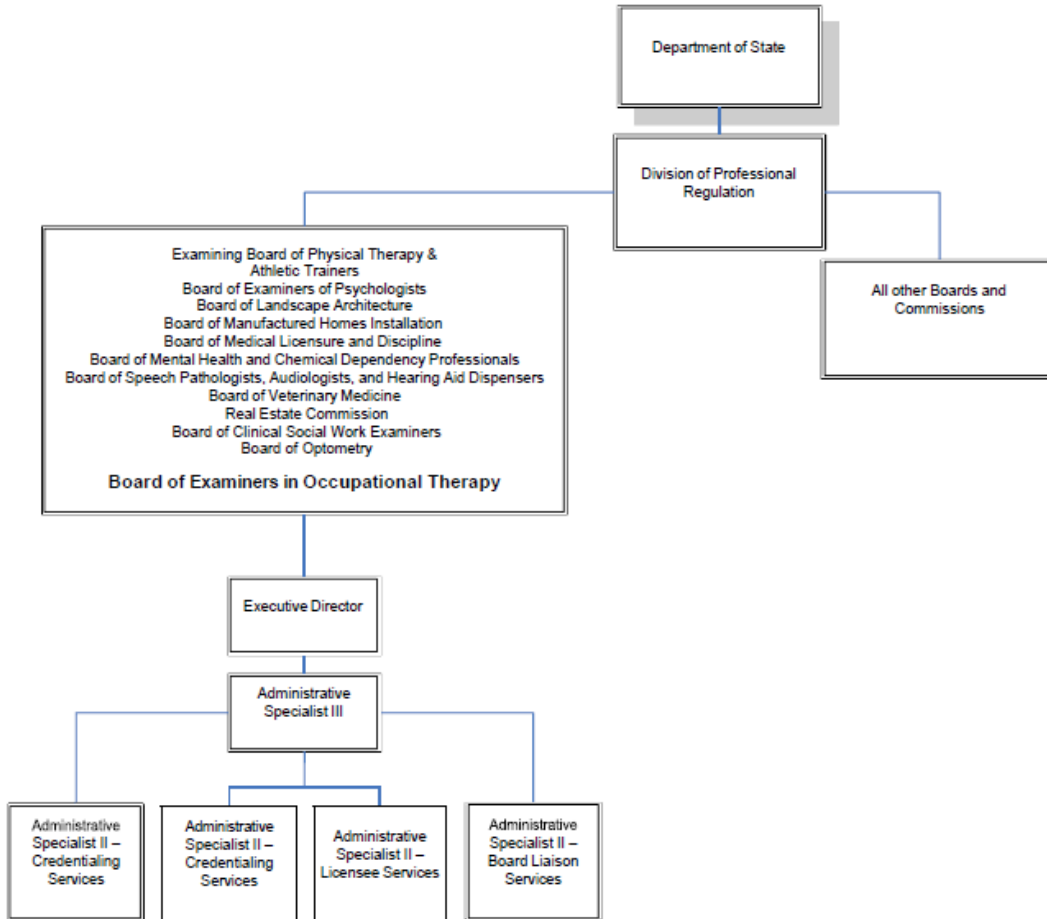 Department of State
Division of Professional
Regulation
Examining Board of Physical Therapy &
Athletic Trainers
Board of Examiners of Psychologists
Board of Landscape Architecture
Board of Manufactured Homes Installation
Board of Medical Licensure and Discipline
Board of Mental Health and Chemical Dependency Professionals
Board of Speech Pathologists, Audiologists, and Hearing Aid Dispensers
Board of Veterinary Medicine
Real Estate Commission
Board of Clinical Social Work Examiners
Board of Optometry
Board of Examiners in Occupational Therapy
All other Boards and
Commissions
Executive Director
Administrative
Specialist III
Administrative
Specialist II –
Credentialing
Services
Administrative
Specialist II –
Credentialing
Services
Administrative
Specialist II –
Licensee Services
Administrative
Specialist II –
Board Liaison
Services